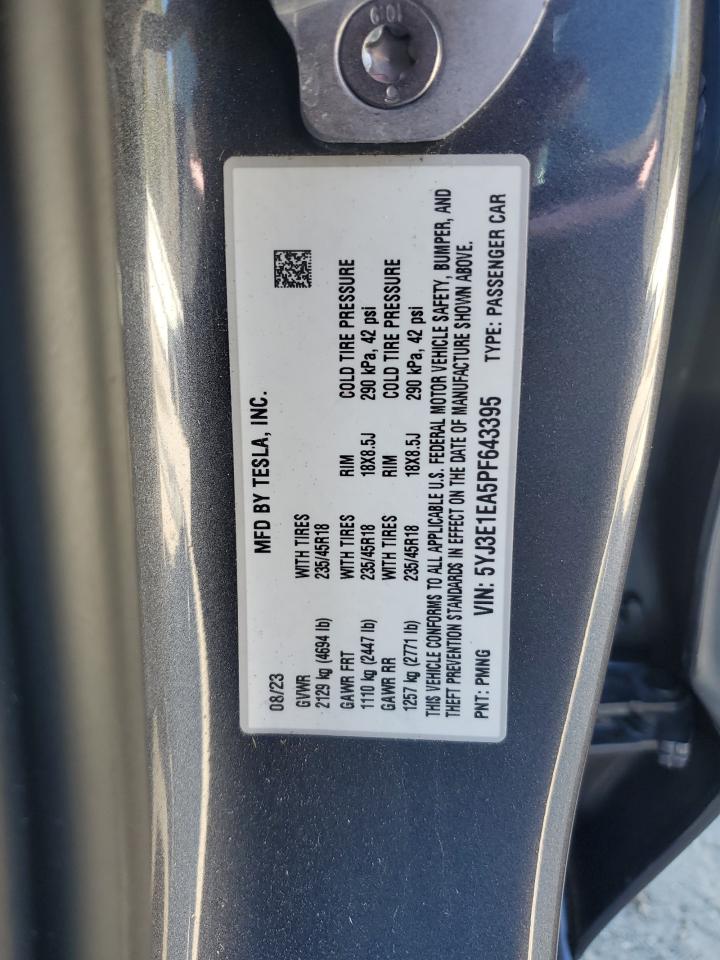 10.9
MFD BY TESLA, INC.
08/23
GVWR WITH TIRES
2129 kg (4694 lb) 235/45R18
GAWR FRT WITH TIRES RIM COLD TIRE PRESSURE
1110 kg (2447 lb) 235/45R18 18X8.5J 290 kPa, 42 psi
GAWR RR WITH TIRES RIM COLD TIRE PRESSURE
1257 kg (2771 lb) 235/45R18 18X8.5J 290 kPa, 42 psi
THIS VEHICLE CONFORMS TO ALL APPLICABLE U.S. FEDERAL MOTOR VEHICLE SAFETY, BUMPER, AND
THEFT PREVENTION STANDARDS IN EFFECT ON THE DATE OF MANUFACTURE SHOWN ABOVE.
PNT: PMNG VIN: 5YJ3E1EA5PF643395 TYPE: PASSENGER CAR